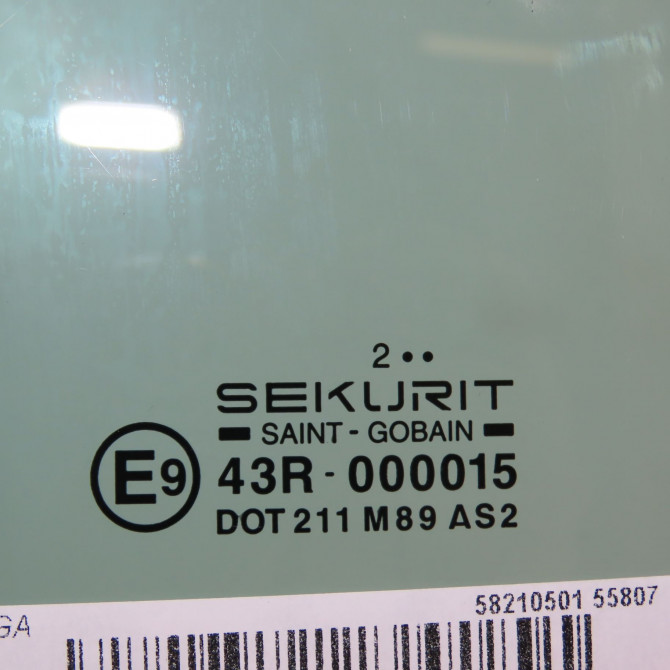 2 ••
SEKURIT
SAINT - GOBAIN
E9
43R - 000015
DOT 211 M89 AS2
58210501 55807
GA